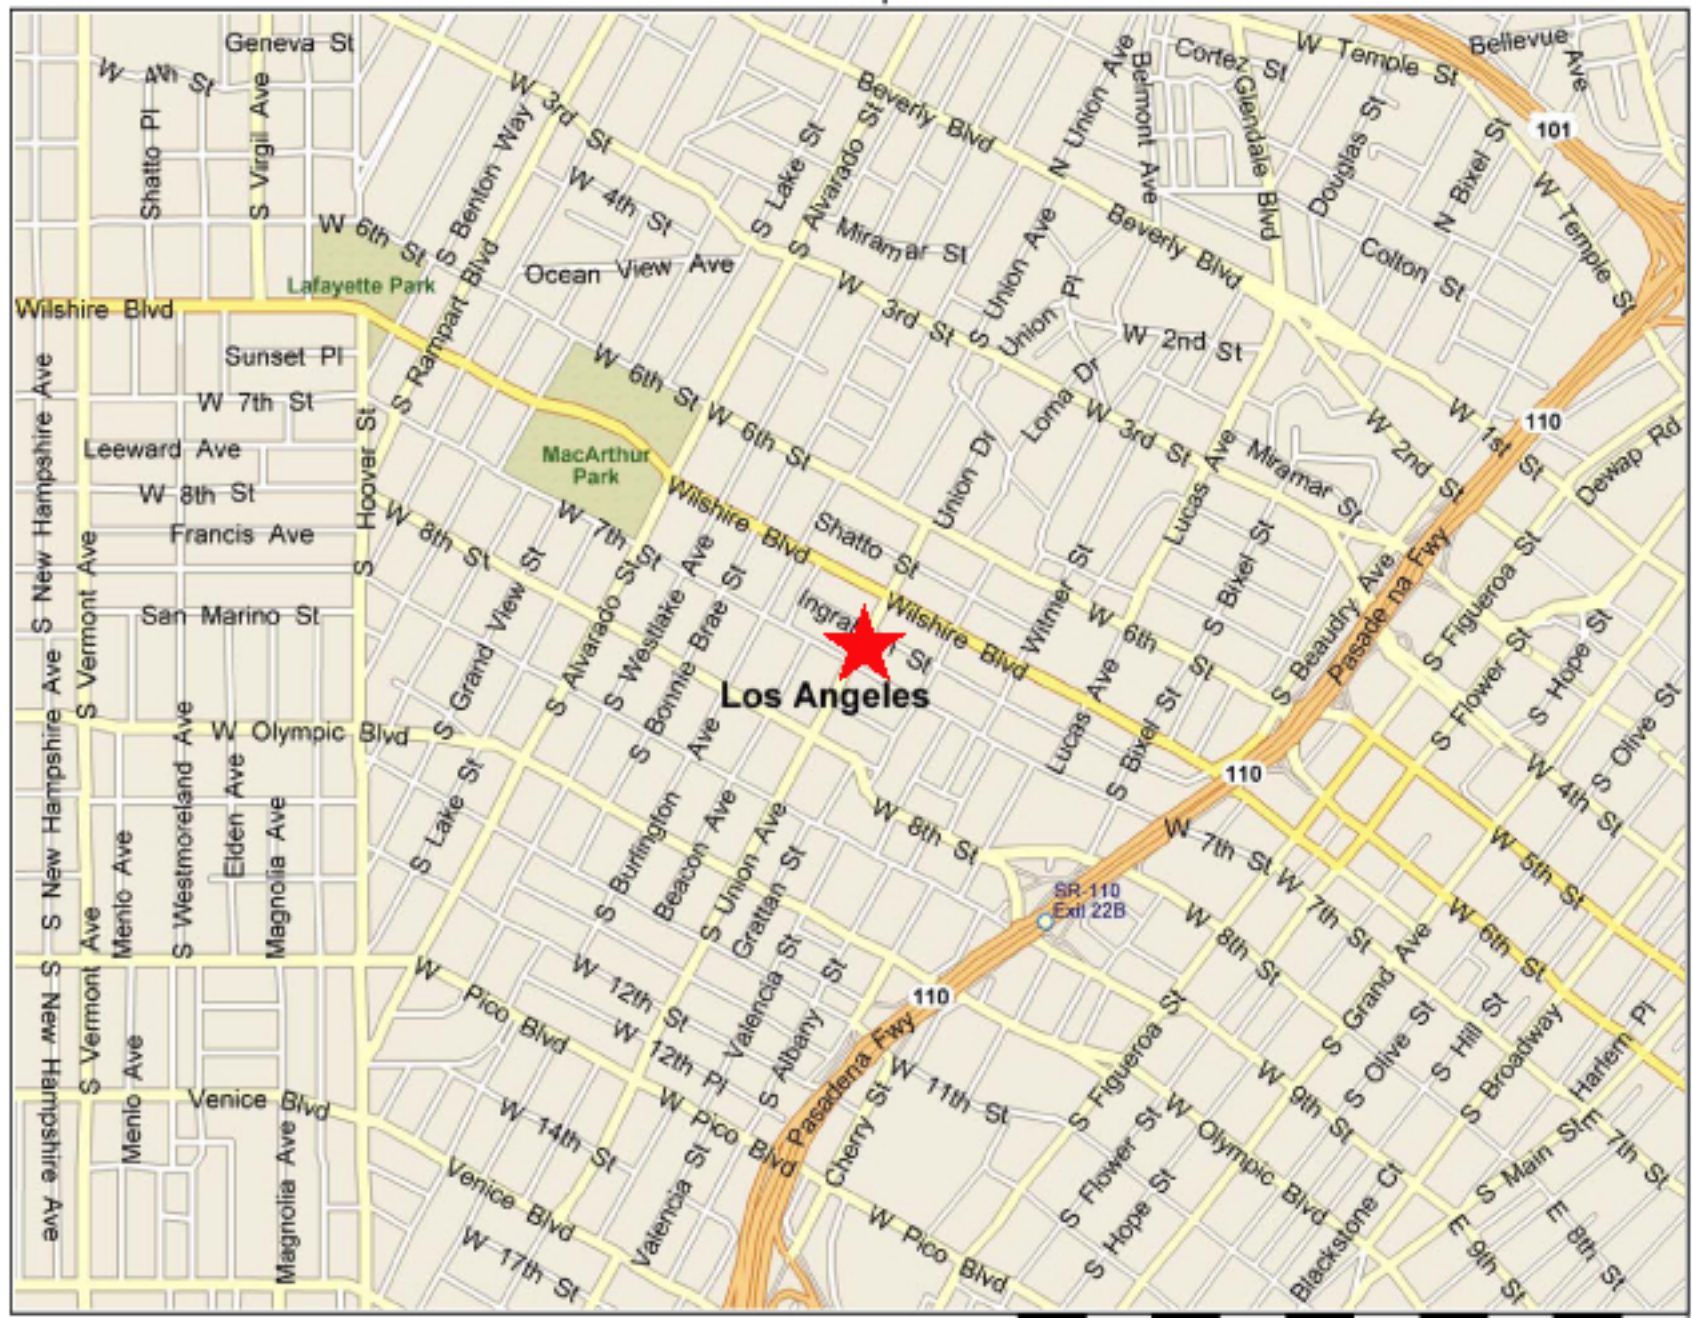 Geneva St
W 4th St
Shatto Pl
S Virgil Ave
W 3rd St
Beverly Blvd
N Union Ave
Belmont Ave
Cortez St
Glendale Blvd
W Temple St
Bellevue Ave
101
Douglas St
N Bixel St
W Temple St
S Benton Way
W 4th St
S Lake St
S Alvarado St
W 6th St
Lafayette Park
Ocean View Ave
Miramar St
Beverly Blvd
Colton St
Wilshire Blvd
S Rampart Blvd
W 3rd St
S Union Ave
Union Pl
W 2nd St
Sunset Pl
W 7th St
W 6th St
Loma Dr
W 3rd St
W 2nd St
W 1st St
110
Dewap Rd
Leeward Ave
W 8th St
Francis Ave
S Hoover St
MacArthur
Park
W 6th St
Union Dr
Lucas Ave
Miramar St
S New Hampshire Ave
S Vermont Ave
W 8th St
W 7th St
Wilshire Blvd
Shatto St
S Bixel St
S Beaudry Ave
Pasadena Fwy
S Figueroa St
San Marino St
S Grand View St
S Alvarado St
S Westlake Ave
S Bonnie Brae St
Wilshire Blvd
Witmer St
W 6th St
S Flower St
S Hope St
S Olive St
Los Angeles
S New Hampshire Ave
W Olympic Blvd
S Westmoreland Ave
Elden Ave
Magnolia Ave
Menlo Ave
S Lake St
S Burlington Ave
Beacon Ave
S Union Ave
Grattan St
W 8th St
Lucas Ave
S Bixel St
110
W 7th St
W 4th St
W 5th St
SR-110
Exit 22B
W 7th St
W 8th St
W 6th St
S New Hampshire Ave
S Vermont Ave
W Pico Blvd
W 12th St
W 12th Pl
Valencia St
S Albany St
110
Pasadena Fwy
W 11th St
S Figueroa St
S Grand Ave
S Olive St
S Hill St
S Broadway
Harlem Pl
Menlo Ave
Venice Blvd
Magnolia Ave
W 14th St
W Pico Blvd
Cherry St
W 9th St
W Olympic Blvd
S Main St
E 7th St
Venice Blvd
W 17th St
Valencia St
W Pico Blvd
S Flower St
S Hope St
Blackstone Ct
E 9th St
E 8th St